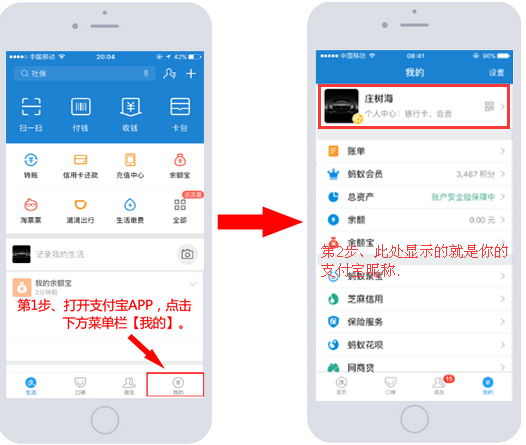 中国移动 20:04 42%
社保
扫一扫 付钱 收钱 卡包
转账 信用卡还款 充值中心 余额宝
淘票票 滴滴出行 生活缴费 全部
记录我的生活
我的余额宝
2分钟前
第1步、打开支付宝APP，点击
下方菜单栏【我的】。
生活 口碑 朋友 我的
中国移动 08:41 96%
我的 设置
庄树海
个人中心：银行卡、会员
账单
蚂蚁会员 3,467 积分
总资产 账户安全险保障中
余额 0.00 元
余额宝
第2步、此处显示的就是你的
支付宝昵称.
蚂蚁聚宝
芝麻信用
保险服务
蚂蚁花呗
网商贷
口碑 朋友 15 我的